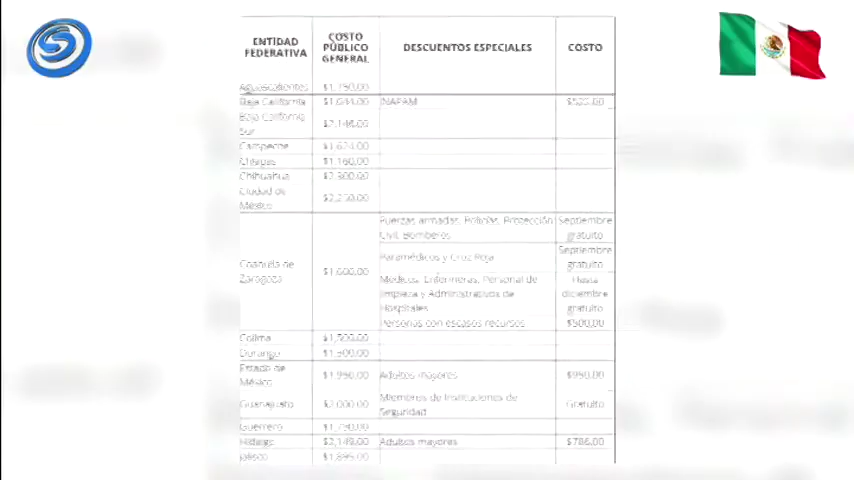 ENTIDAD FEDERATIVA COSTO PÚBLICO GENERAL DESCUENTOS ESPECIALES COSTO
Aguascalientes
Baja California INAPAM
Baja California Sur
Campeche
Chiapas $1,160.00
Chihuahua $2,300.00
Ciudad de México
Coahuila de Zaragoza $1,600.00
Fuerzas armadas, Policías, Protección Civil, Bomberos Septiembre gratuito
Paramédicos y Cruz Roja Septiembre gratuito
Médicos, Enfermeras, Personal de limpieza y Administrativos de Hospitales Hasta diciembre gratuito
Personas con escasos recursos $500.00
Colima $1,500.00
Durango $1,500.00
Estado de México $1,990.00 Adultos mayores $990.00
Guanajuato $2,000.00 Miembros de Instituciones de Seguridad Gratuito
Guerrero
Hidalgo $2,149.00 Adultos mayores $786.00
Jalisco